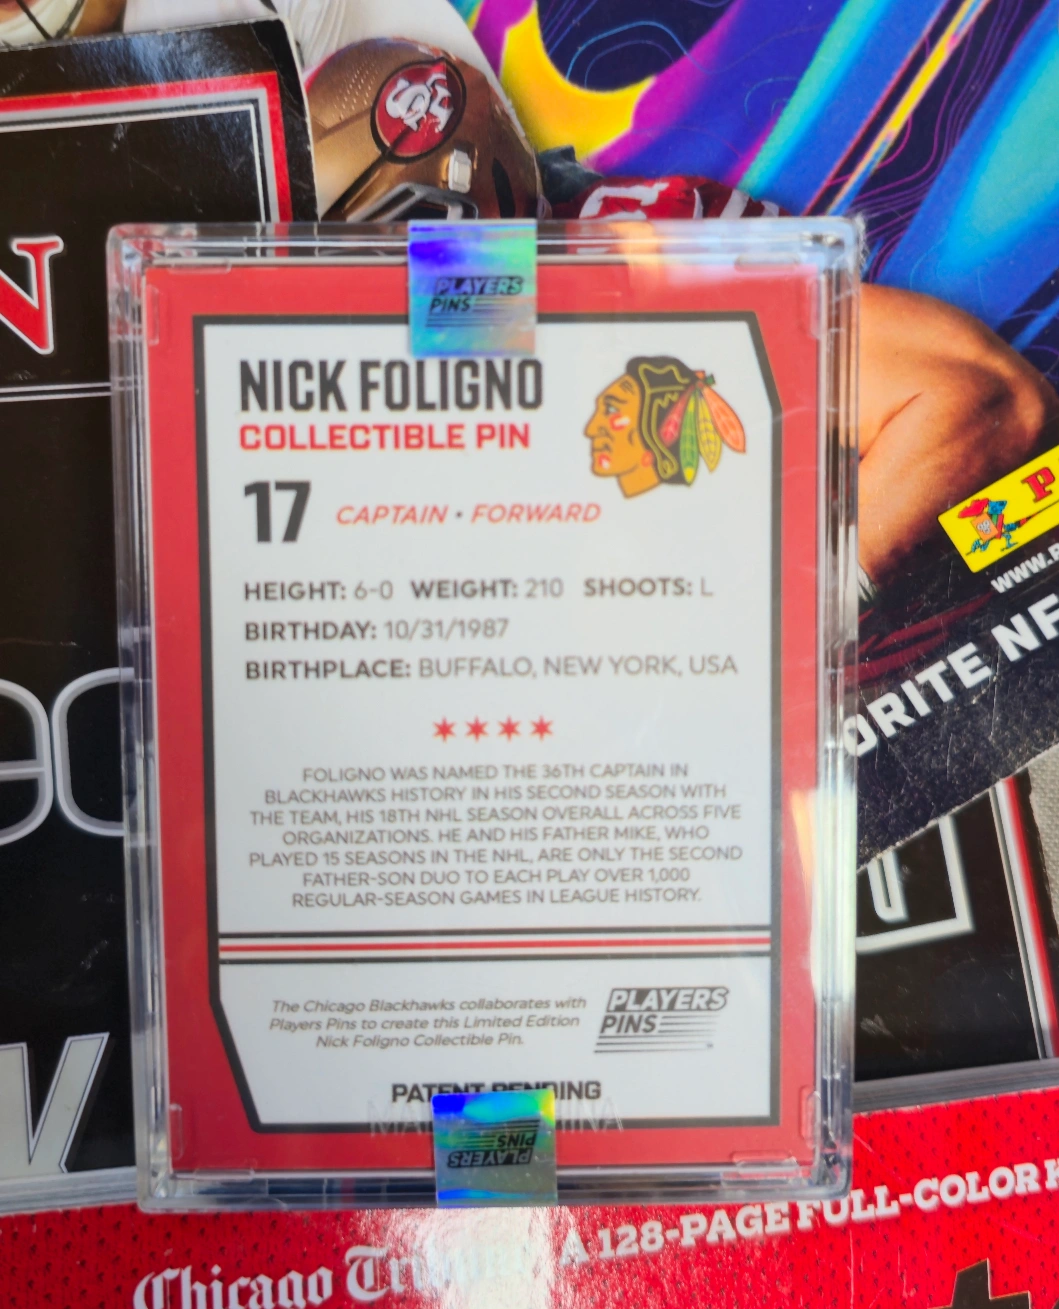 N
PLAYERS
PINS
NICK FOLIGNO
COLLECTIBLE PIN
17 CAPTAIN • FORWARD
HEIGHT: 6-0 WEIGHT: 210 SHOOTS: L
BIRTHDAY: 10/31/1987
BIRTHPLACE: BUFFALO, NEW YORK, USA
FOLIGNO WAS NAMED THE 36TH CAPTAIN IN
BLACKHAWKS HISTORY IN HIS SECOND SEASON WITH
THE TEAM, HIS 18TH NHL SEASON OVERALL ACROSS FIVE
ORGANIZATIONS. HE AND HIS FATHER MIKE, WHO
PLAYED 15 SEASONS IN THE NHL, ARE ONLY THE SECOND
FATHER-SON DUO TO EACH PLAY OVER 1,000
REGULAR-SEASON GAMES IN LEAGUE HISTORY.
The Chicago Blackhawks collaborates with
Players Pins to create this Limited Edition
Nick Foligno Collectible Pin.
PLAYERS
PINS
PATENT PENDING
PLAYERS
PINS
SF
P
WWW.P
ORITE NF
A 128-PAGE FULL-COLOR
Chicago Tri